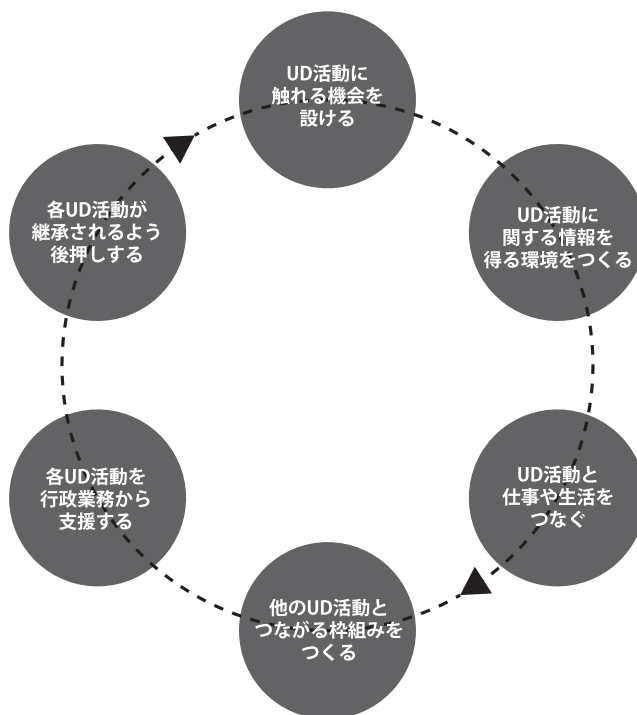 UD活動に
触れる機会を
設ける
UD活動に
関する情報を
得る環境をつくる
UD活動と
仕事や生活を
つなぐ
他のUD活動と
つながる枠組みを
つくる
各UD活動を
行政業務から
支援する
各UD活動が
継承されるよう
後押しする